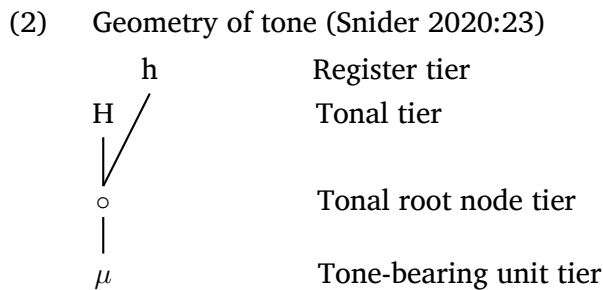 (2) Geometry of tone (Snider 2020:23)
h Register tier
H Tonal tier
○ Tonal root node tier
μ Tone-bearing unit tier